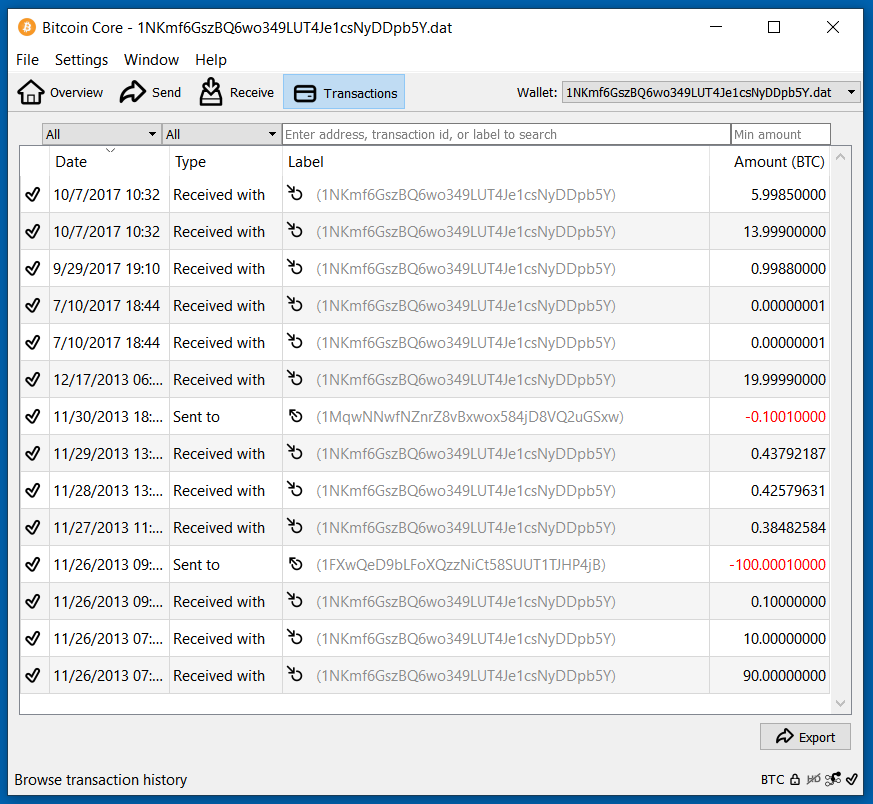 Bitcoin Core - 1NKmf6GszBQ6wo349LUT4Je1csNyDDpb5Y.dat
File Settings Window Help
Overview Send Receive Transactions Wallet: 1NKmf6GszBQ6wo349LUT4Je1csNyDDpb5Y.dat
All All Enter address, transaction id, or label to search Min amount
Date Type Label Amount (BTC)
10/7/2017 10:32 Received with (1NKmf6GszBQ6wo349LUT4Je1csNyDDpb5Y) 5.99850000
10/7/2017 10:32 Received with (1NKmf6GszBQ6wo349LUT4Je1csNyDDpb5Y) 13.99900000
9/29/2017 19:10 Received with (1NKmf6GszBQ6wo349LUT4Je1csNyDDpb5Y) 0.99880000
7/10/2017 18:44 Received with (1NKmf6GszBQ6wo349LUT4Je1csNyDDpb5Y) 0.00000001
7/10/2017 18:44 Received with (1NKmf6GszBQ6wo349LUT4Je1csNyDDpb5Y) 0.00000001
12/17/2013 06:... Received with (1NKmf6GszBQ6wo349LUT4Je1csNyDDpb5Y) 19.99990000
11/30/2013 18:... Sent to (1MqwNNwfNZnrZ8vBxwox584jD8VQ2uGSxw) -0.10010000
11/29/2013 13:... Received with (1NKmf6GszBQ6wo349LUT4Je1csNyDDpb5Y) 0.43792187
11/28/2013 13:... Received with (1NKmf6GszBQ6wo349LUT4Je1csNyDDpb5Y) 0.42579631
11/27/2013 11:... Received with (1NKmf6GszBQ6wo349LUT4Je1csNyDDpb5Y) 0.38482584
11/26/2013 09:... Sent to (1FXwQeD9bLFoXQzzNiCt58SUUT1TJHP4jB) -100.00010000
11/26/2013 09:... Received with (1NKmf6GszBQ6wo349LUT4Je1csNyDDpb5Y) 0.10000000
11/26/2013 07:... Received with (1NKmf6GszBQ6wo349LUT4Je1csNyDDpb5Y) 10.00000000
11/26/2013 07:... Received with (1NKmf6GszBQ6wo349LUT4Je1csNyDDpb5Y) 90.00000000
Export
Browse transaction history BTC HD